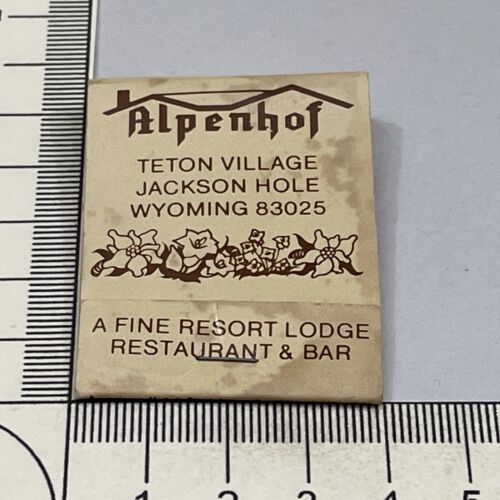 Alpenhof
TETON VILLAGE
JACKSON HOLE
WYOMING 83025
A FINE RESORT LODGE
RESTAURANT & BAR
1 2 3 4 5